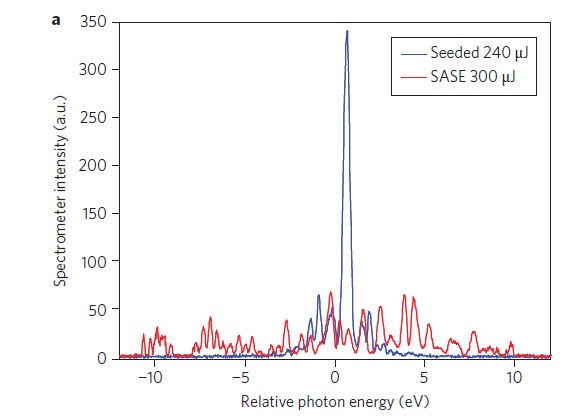 a
350
300
250
200
150
100
50
0
Spectrometer intensity (a.u.)
Seeded 240 μJ
SASE 300 μJ
−10
−5
0
5
10
Relative photon energy (eV)